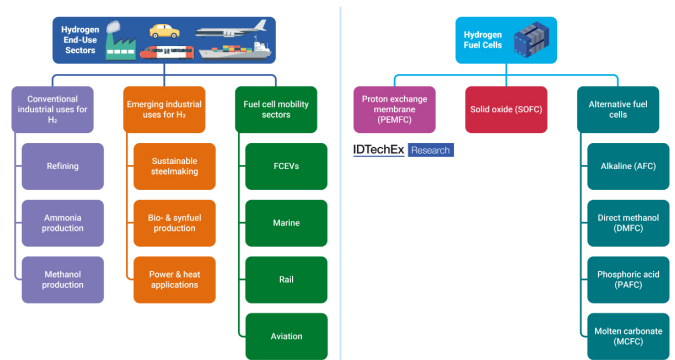 Hydrogen
End-Use
Sectors
Conventional
industrial uses for
H₂
Refining
Ammonia
production
Methanol
production
Emerging industrial
uses for H₂
Sustainable
steelmaking
Bio- & synfuel
production
Power & heat
applications
Fuel cell mobility
sectors
FCEVs
Marine
Rail
Aviation
Hydrogen
Fuel Cells
Proton exchange
membrane
(PEMFC)
Solid oxide (SOFC)
Alternative fuel
cells
Alkaline (AFC)
Direct methanol
(DMFC)
Phosphoric acid
(PAFC)
Molten carbonate
(MCFC)
IDTechEx Research